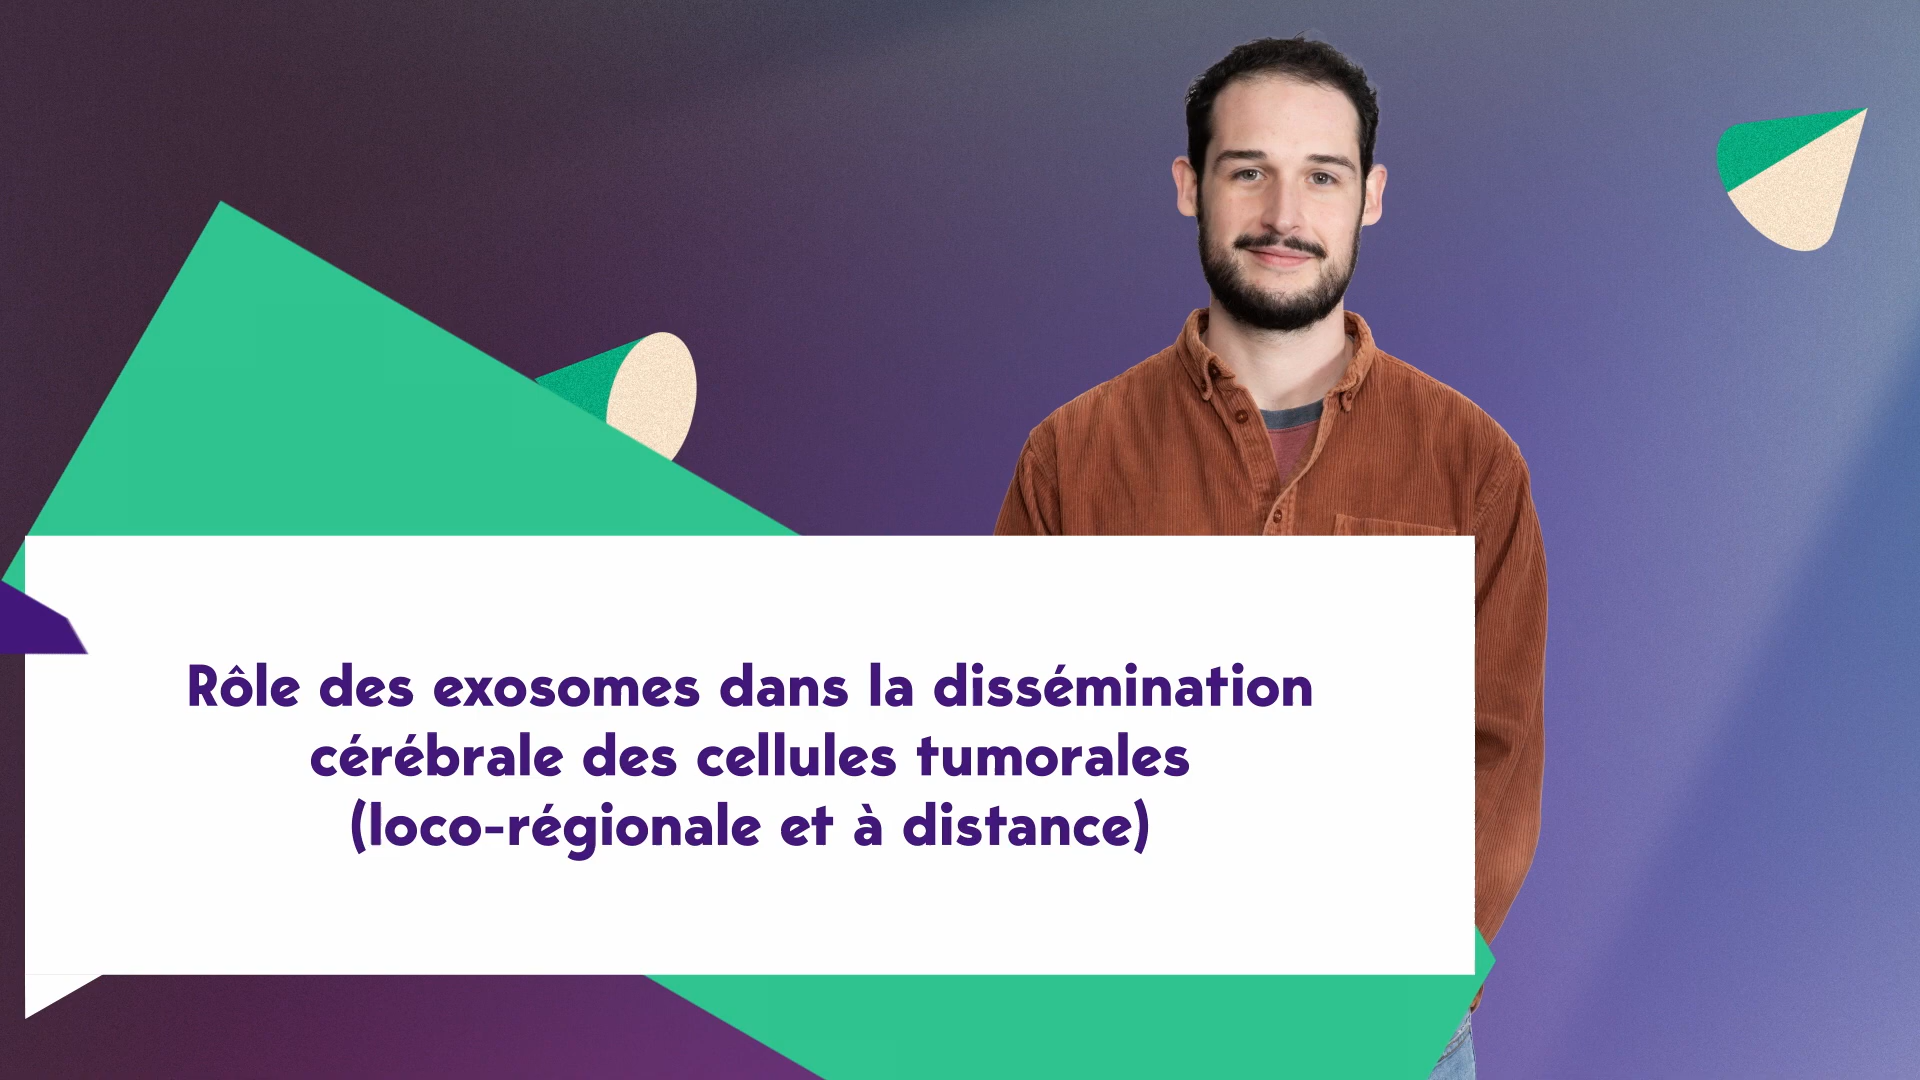 Rôle des exosomes dans la dissémination
cérébrale des cellules tumorales
(loco-régionale et à distance)